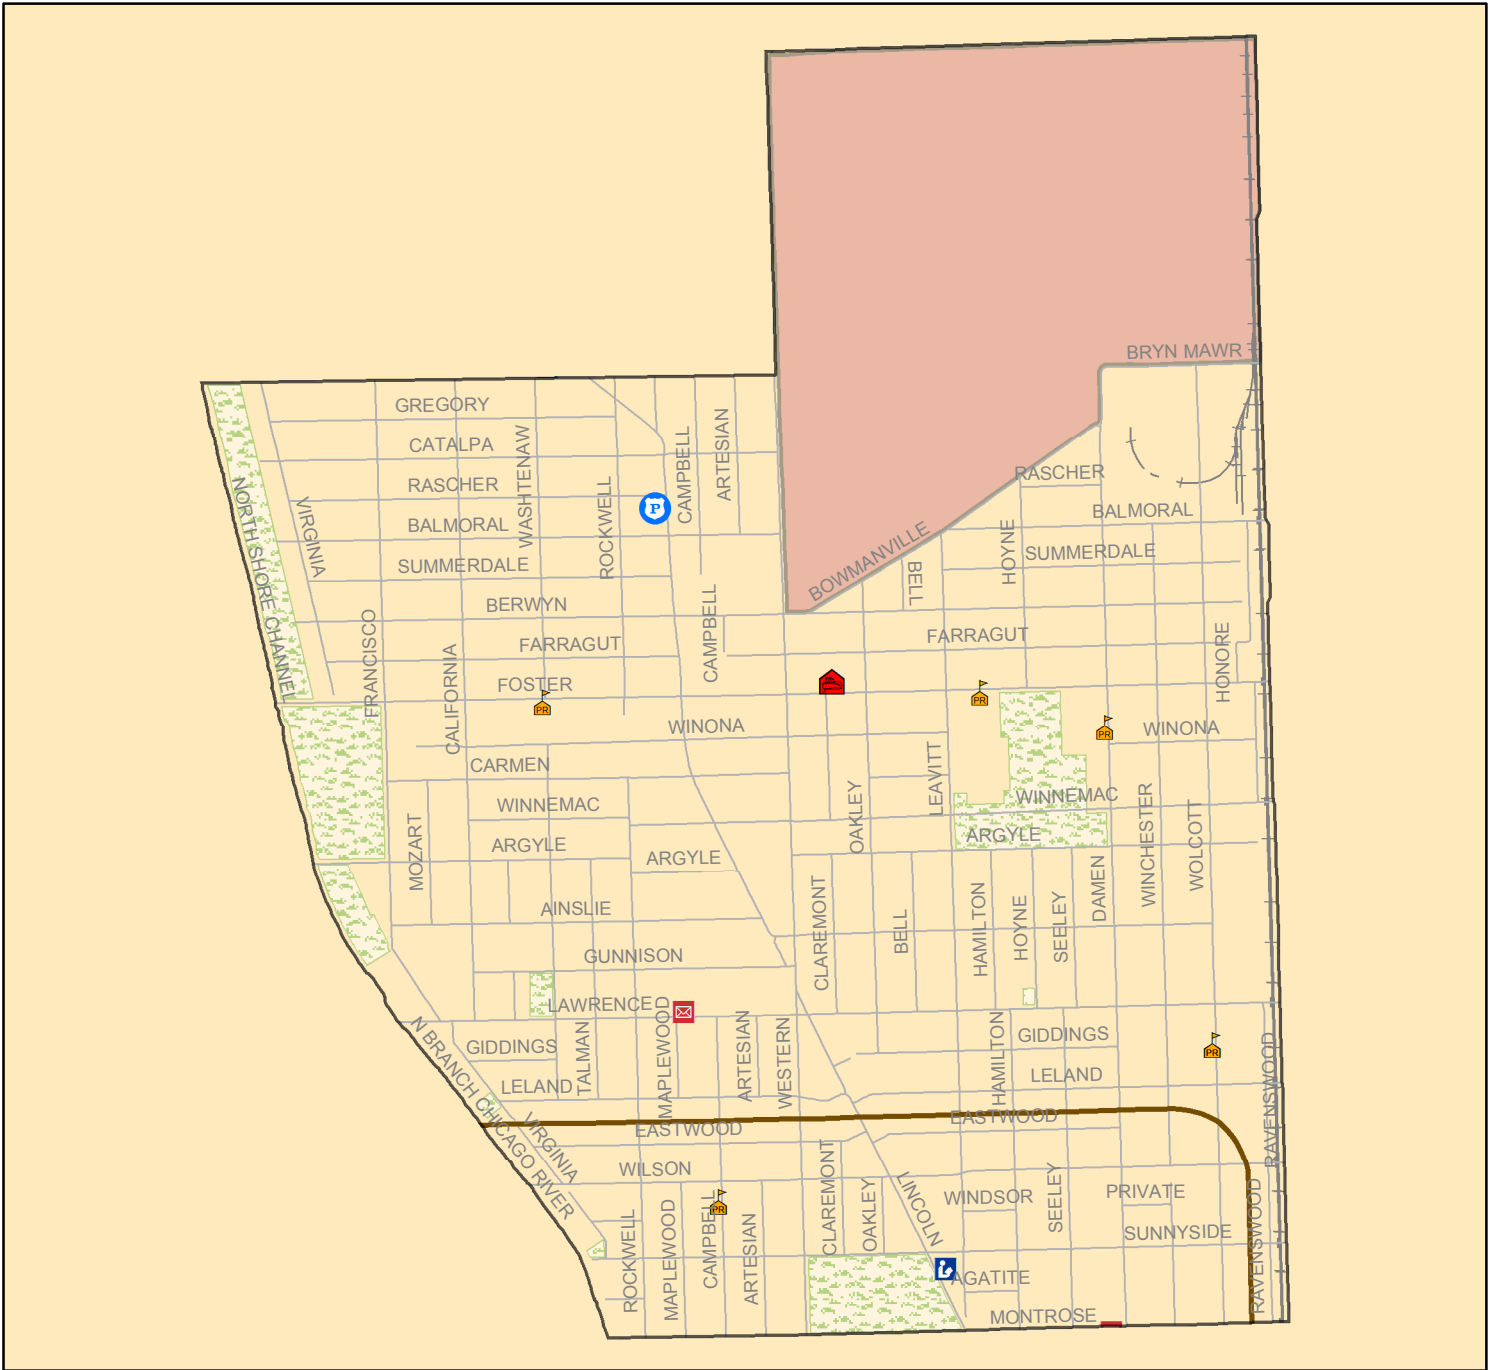 BRYN MAWR
GREGORY
CATALPA
RASCHER
BALMORAL
SUMMERDALE
BERWYN
FARRAGUT
FOSTER
WASHTENAW
ROCKWELL
CAMPBELL
ARTESIAN
P
NORTH SHORE CHANNEL
VIRGINIA
FRANCISCO
CALIFORNIA
CAMPBELL
BOWMANVILLE
BELL
RASCHER
BALMORAL
HOYNE
SUMMERDALE
FARRAGUT
HONORE
PR
PR
PR
WINONA
WINONA
CARMEN
WINNEMAC
ARGYLE
ARGYLE
MOZART
LEAVITT
OAKLEY
WINNEMAC
ARGYLE
WINCHESTER
WOLCOTT
AINSLIE
GUNNISON
CLAREMONT
BELL
HAMILTON
HOYNE
SEELEY
DAMEN
LAWRENCE
MAPLEWOOD
GIDDINGS
TALMAN
LELAND
ARTESIAN
WESTERN
HAMILTON
GIDDINGS
LELAND
PR
RAVENSWOOD
N BRANCH CHICAGO RIVER
VIRGINIA
EASTWOOD
EASTWOOD
WILSON
PR
ROCKWELL
MAPLEWOOD
CAMPBELL
ARTESIAN
CLAREMONT
OAKLEY
LINCOLN
WINDSOR
SEELEY
PRIVATE
SUNNYSIDE
RAVENSWOOD
AGATITE
MONTROSE